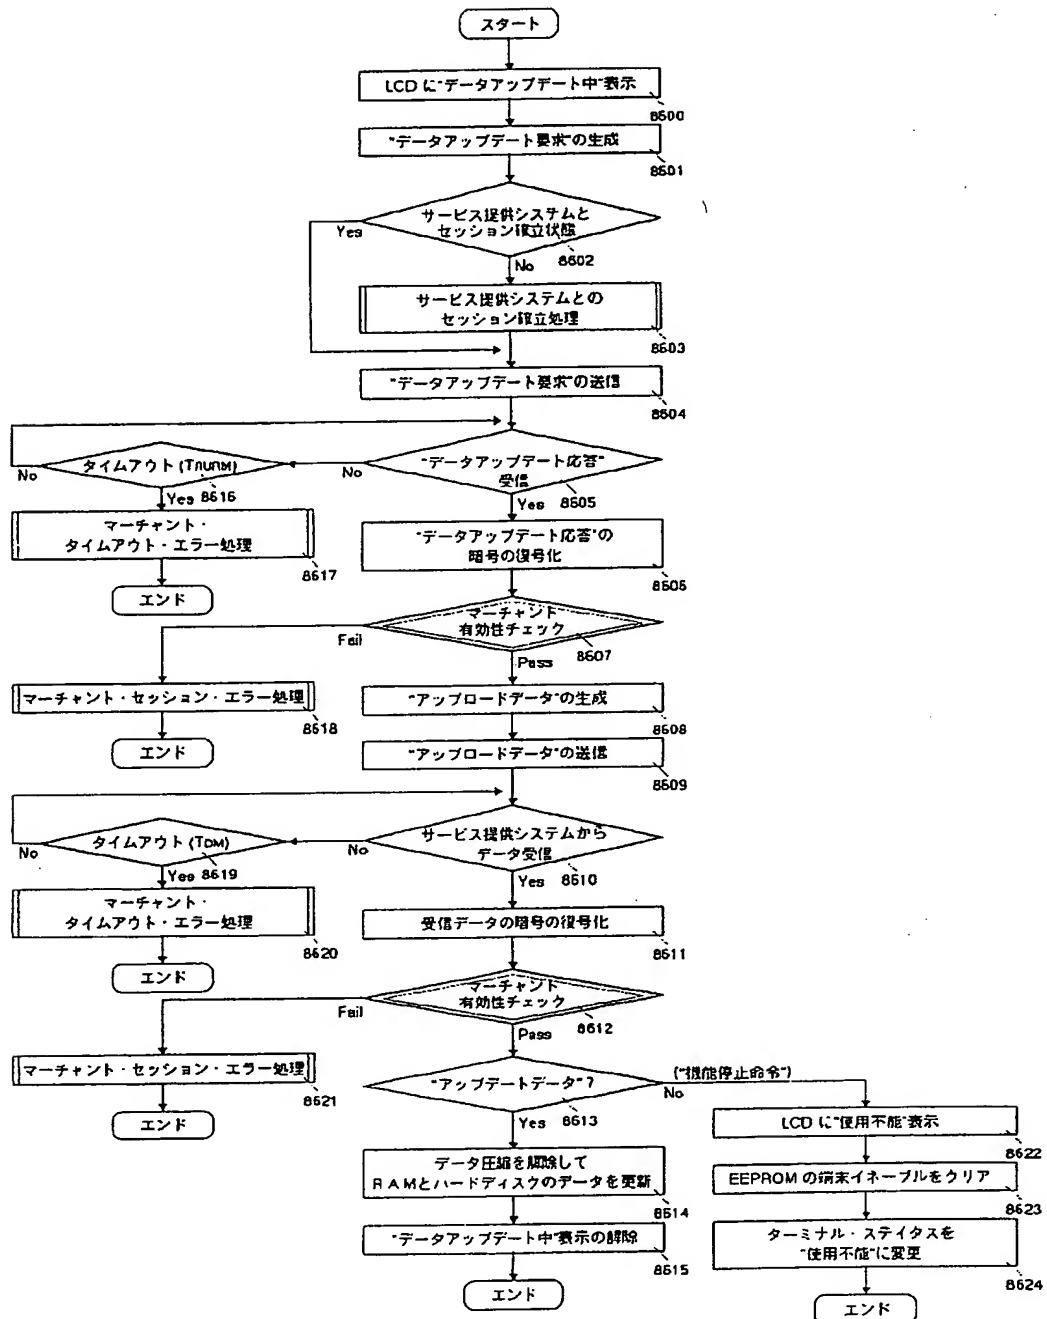 スタート
LCD に"データアップデート中"表示
8600
"データアップデート要求"の生成
8601
サービス提供システムと
セッション確立状態
8602
Yes
No
サービス提供システムとの
セッション確立処理
8603
"データアップデート要求"の送信
8604
"データアップデート応答"
受信
8605
No
Yes
タイムアウト
8616
No
Yes
マーチャント・
タイムアウト・エラー処理
8617
エンド
"データアップデート応答"の
暗号の復号化
8606
マーチャント
有効性チェック
8607
Fail
Pass
マーチャント・セッション・エラー処理
8618
エンド
"アップロードデータ"の生成
8608
"アップロードデータ"の送信
8609
サービス提供システムから
データ受信
8610
No
Yes
タイムアウト (TDM)
8619
No
Yes
マーチャント・
タイムアウト・エラー処理
8620
エンド
受信データの暗号の復号化
8611
マーチャント
有効性チェック
8612
Fail
Pass
マーチャント・セッション・エラー処理
8621
エンド
"アップデートデータ"?
8613
("機能停止命令")
No
Yes
データ圧縮を解除して
RAMとハードディスクのデータを更新
8614
"データアップデート中"表示の解除
8615
エンド
LCD に"使用不能"表示
8622
EEPROM の端末イネーブルをクリア
8623
ターミナル・ステイタスを
"使用不能"に変更
8624
エンド